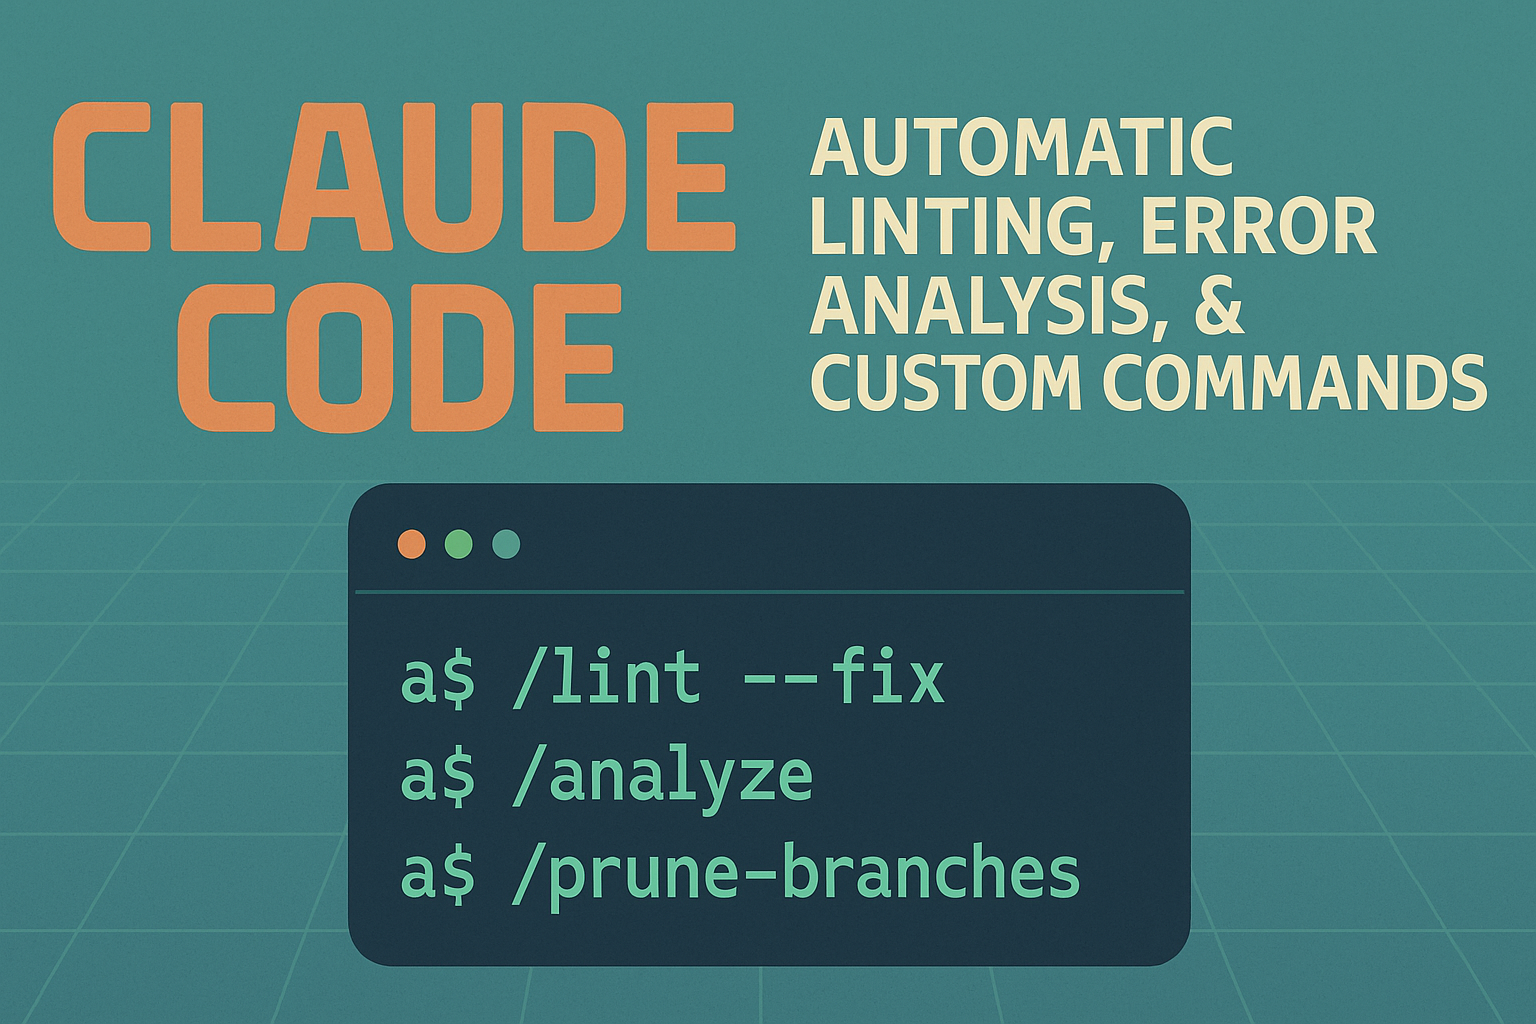 CLAUDE
CODE
AUTOMATIC
LINTING, ERROR
ANALYSIS, &
CUSTOM COMMANDS
a$ /lint --fix
a$ /analyze
a$ /prune-branches